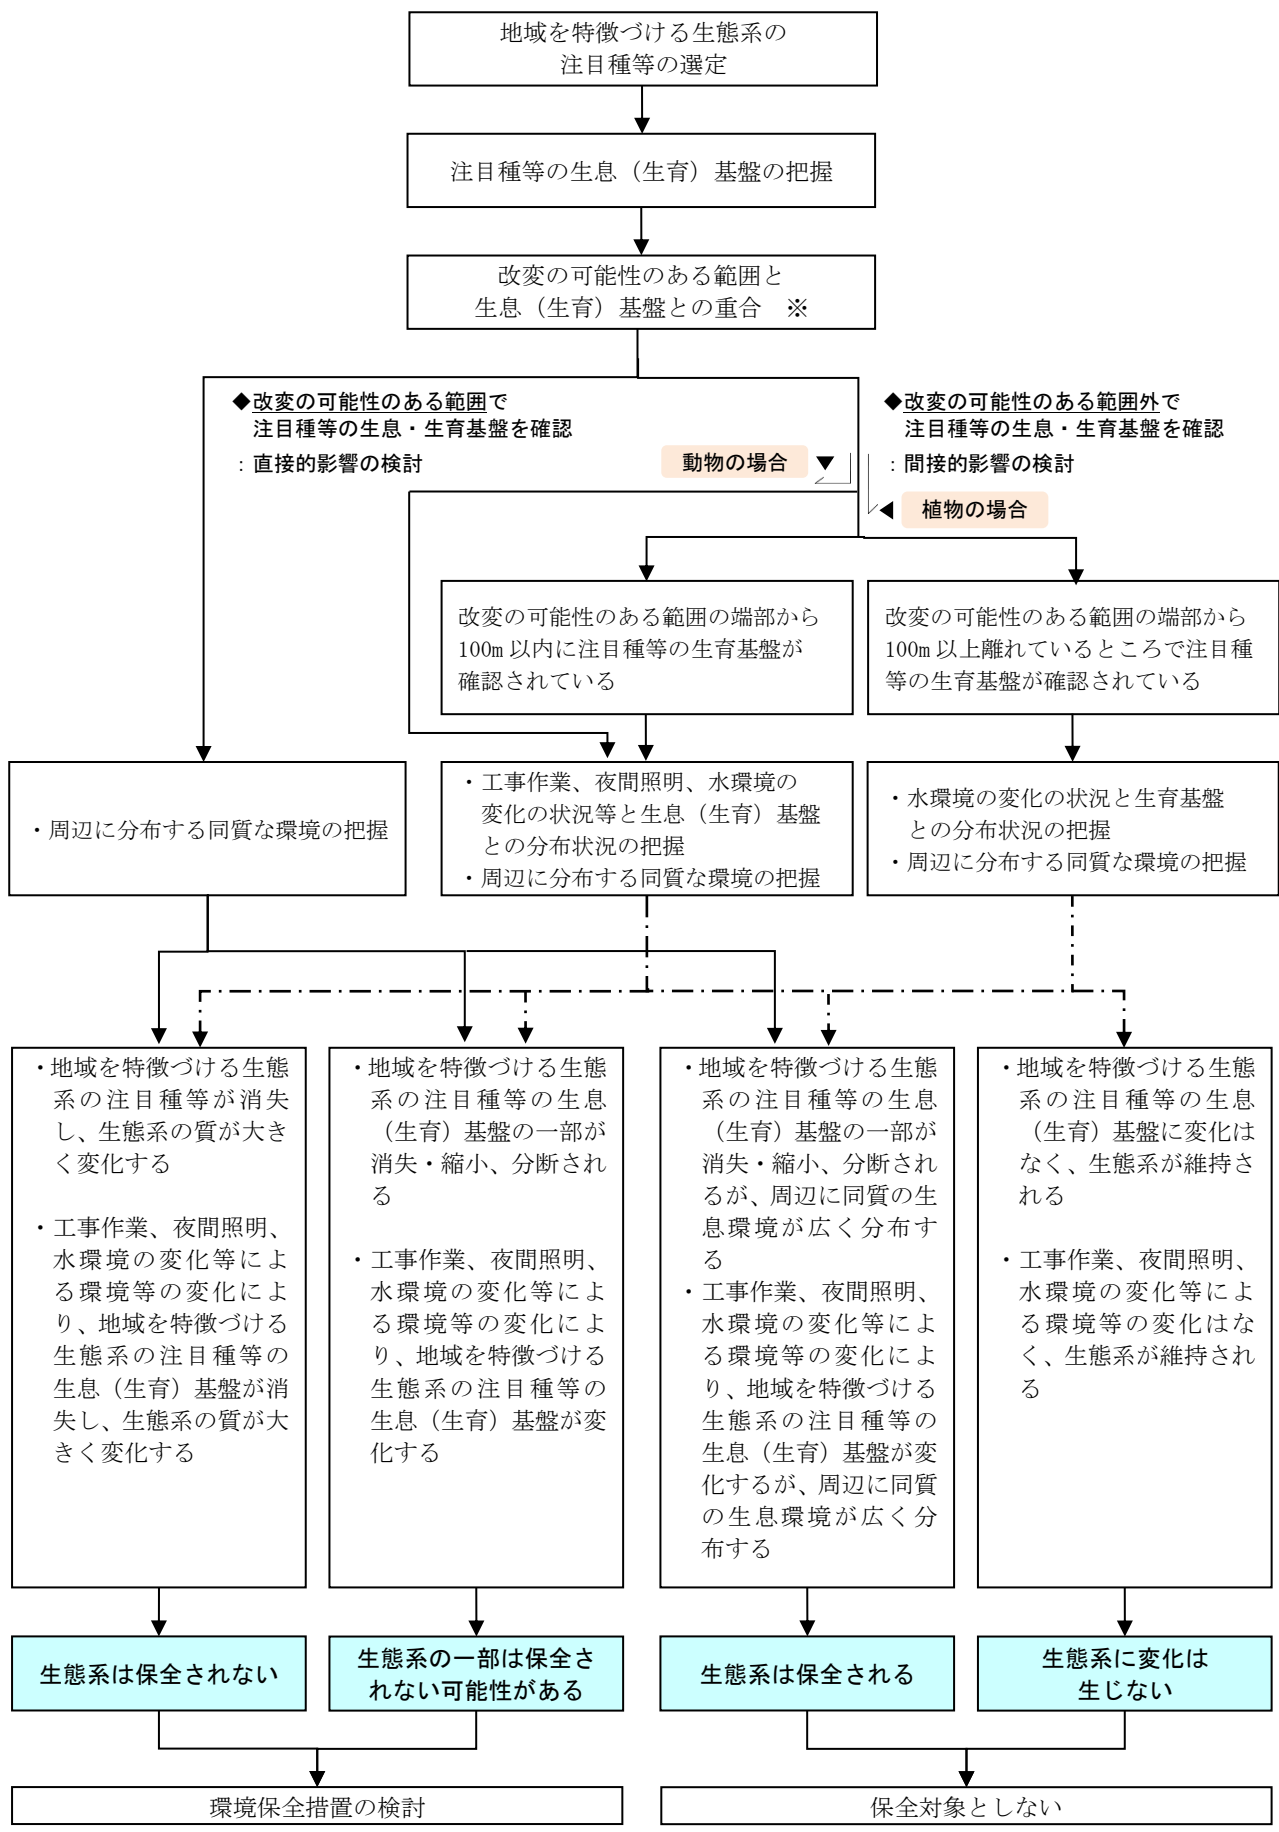 地域を特徴づける生態系の
注目種等の選定
注目種等の生息（生育）基盤の把握
改変の可能性のある範囲と
生息（生育）基盤との重合　※
◆改変の可能性のある範囲で
注目種等の生息・生育基盤を確認
：直接的影響の検討
◆改変の可能性のある範囲外で
注目種等の生息・生育基盤を確認
：間接的影響の検討
動物の場合
植物の場合
改変の可能性のある範囲の端部から
100m 以内に注目種等の生育基盤が
確認されている
改変の可能性のある範囲の端部から
100m 以上離れているところで注目種
等の生育基盤が確認されている
・周辺に分布する同質な環境の把握
・工事作業、夜間照明、水環境の
変化の状況等と生息（生育）基盤
との分布状況の把握
・周辺に分布する同質な環境の把握
・水環境の変化の状況と生育基盤
との分布状況の把握
・周辺に分布する同質な環境の把握
・地域を特徴づける生態
系の注目種等が消失
し、生態系の質が大き
く変化する
・工事作業、夜間照明、
水環境の変化等によ
る環境等の変化によ
り、地域を特徴づける
生態系の注目種等の
生息（生育）基盤が消
失し、生態系の質が大
きく変化する
・地域を特徴づける生態
系の注目種等の生息
（生育）基盤の一部が
消失・縮小、分断され
る
・工事作業、夜間照明、
水環境の変化等によ
る環境等の変化によ
り、地域を特徴づける
生態系の注目種等の
生息（生育）基盤が変
化する
・地域を特徴づける生態
系の注目種等の生息
（生育）基盤の一部が
消失・縮小、分断され
るが、周辺に同質の生
息環境が広く分布す
る
・工事作業、夜間照明、
水環境の変化等によ
る環境等の変化によ
り、地域を特徴づける
生態系の注目種等の
生息（生育）基盤が変
化するが、周辺に同質
の生息環境が広く分
布する
・地域を特徴づける生態
系の注目種等の生息
（生育）基盤に変化は
なく、生態系が維持さ
れる
・工事作業、夜間照明、
水環境の変化等によ
る環境等の変化はな
く、生態系が維持され
る
生態系は保全されない
生態系の一部は保全さ
れない可能性がある
生態系は保全される
生態系に変化は
生じない
環境保全措置の検討
保全対象としない